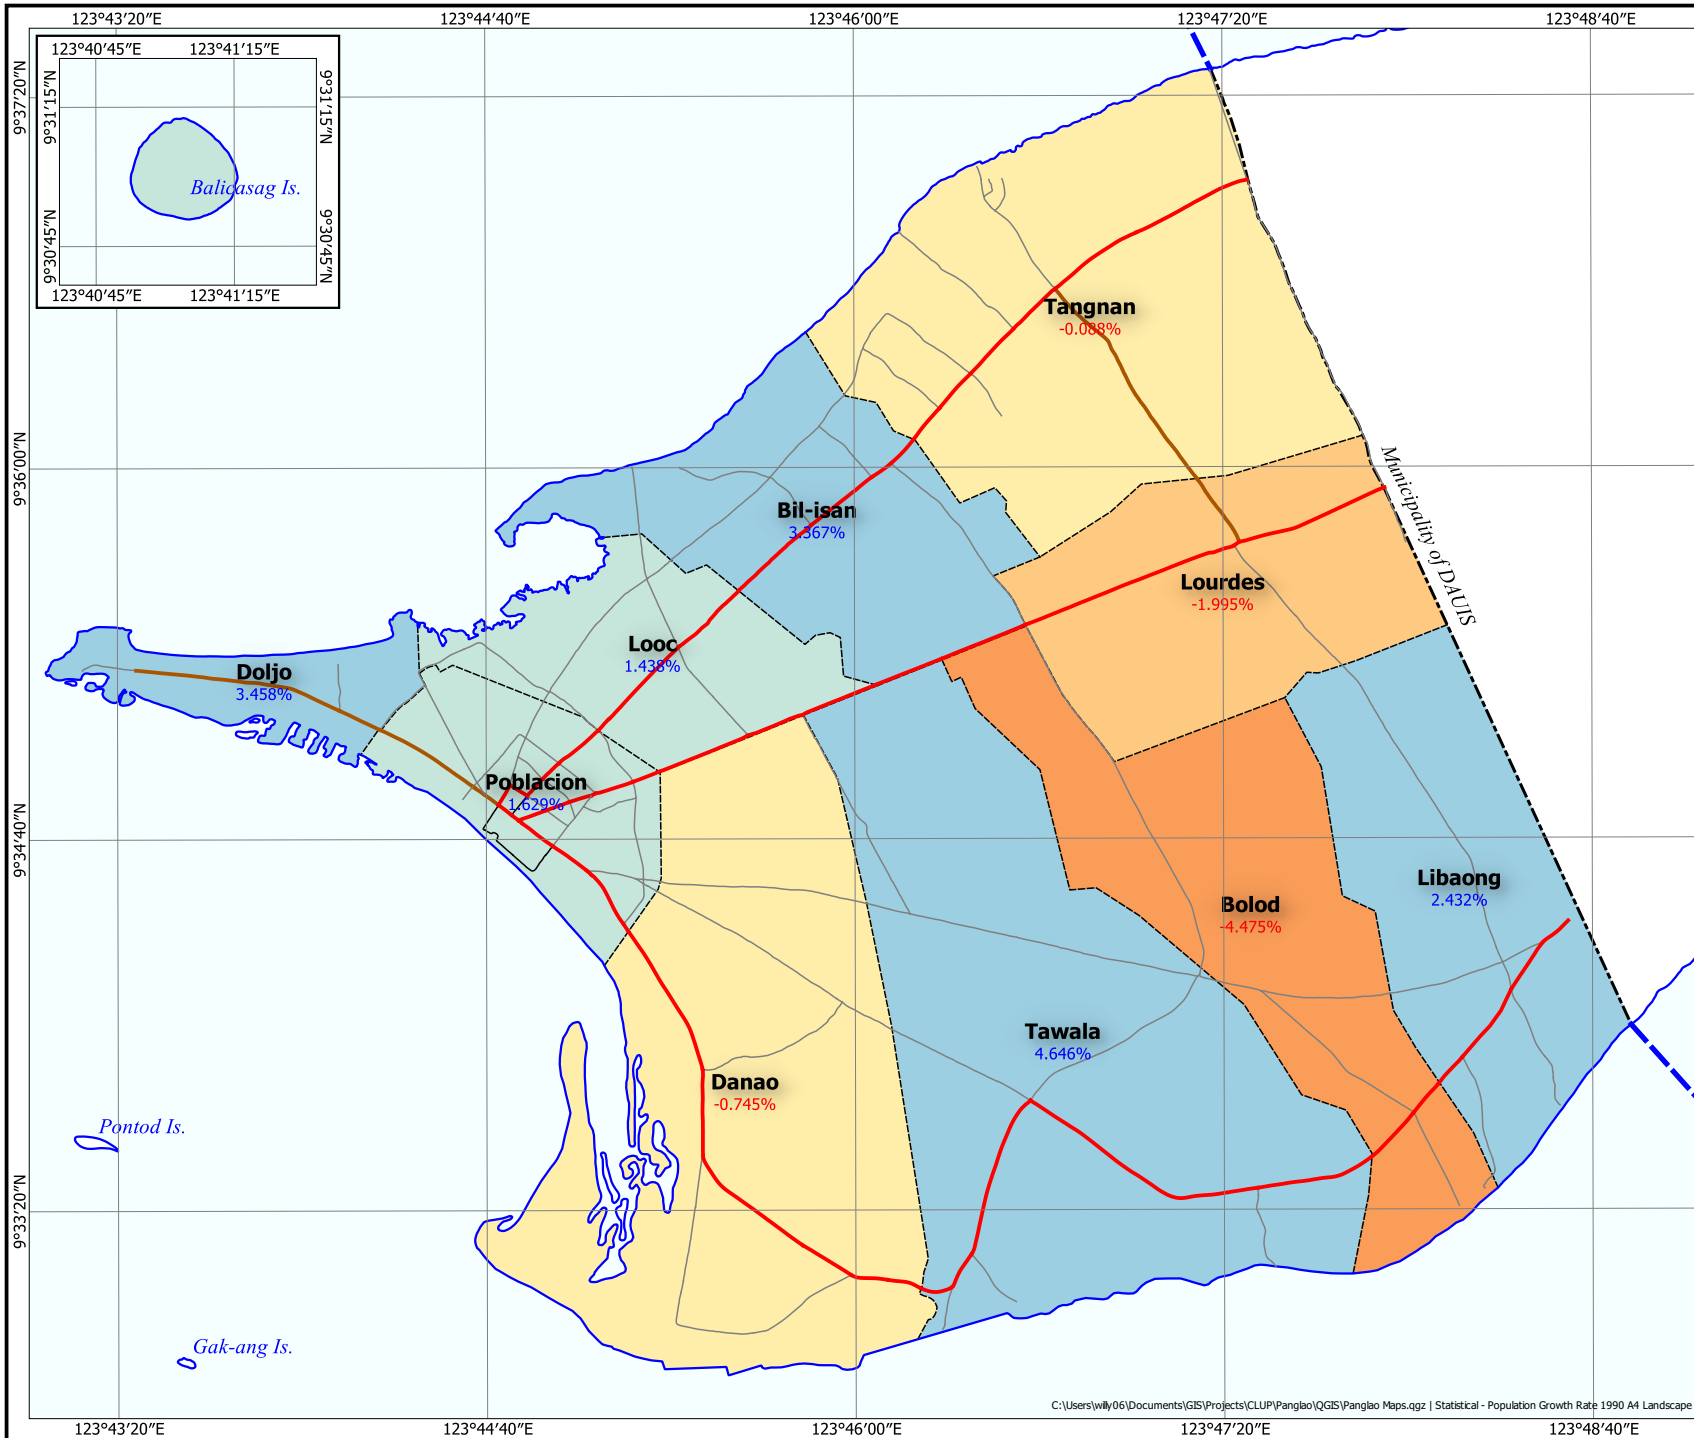 123°43′20″E 123°44′40″E 123°46′00″E 123°47′20″E 123°48′40″E
123°40′45″E 123°41′15″E
9°31′15″N 9°31′15″N
Balicasag Is.
9°30′45″N 9°30′45″N
123°40′45″E 123°41′15″E
9°37′20″N
Tangnan
-0.088%
9°36′00″N
Municipality of DAUIS
Bil-isan
3.367%
Lourdes
-1.995%
Looc
1.438%
Doljo
3.458%
Poblacion
1.629%
9°34′40″N
Libaong
2.432%
Bolod
-4.475%
Tawala
4.646%
Danao
-0.745%
Pontod Is.
9°33′20″N
Gak-ang Is.
C:\Users\willy06\Documents\GIS\Projects\CLUP\Panglao\QGIS\Panglao Maps.qgz | Statistical - Population Growth Rate 1990 A4 Landscape
123°43′20″E 123°44′40″E 123°46′00″E 123°47′20″E 123°48′40″E